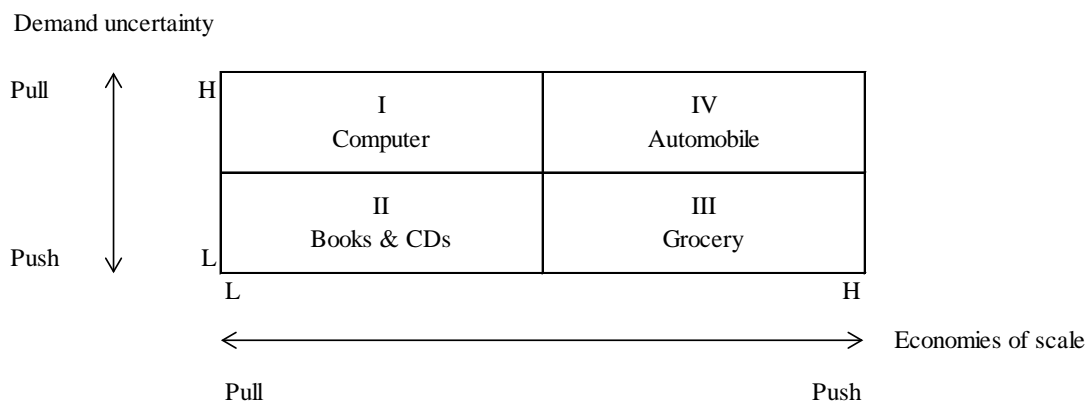 Demand uncertainty
Pull H I IV
Computer Automobile
II III
Books & CDs Grocery
Push L
L H
Economies of scale
Pull Push